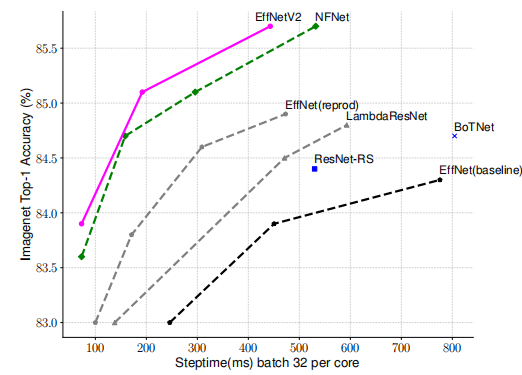 EffNetV2 NFNet
85.5
EffNet(reprod)
85.0
LambdaResNet
BoTNet
84.5
ResNet-RS
EffNet(baseline)
84.0
83.5
83.0
Imagenet Top-1 Accuracy (%)
100 200 300 400 500 600 700 800
Steptime(ms) batch 32 per core